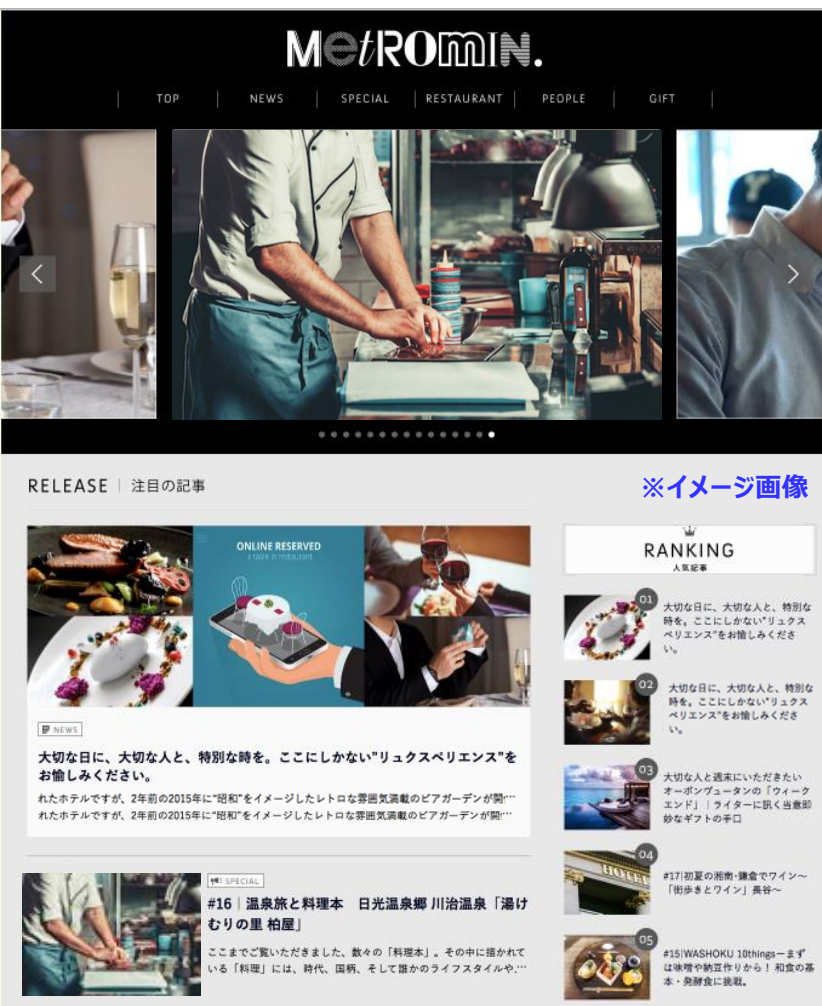 MetROmIN.
TOP NEWS SPECIAL RESTAURANT PEOPLE GIFT
RELEASE 注目の記事
※イメージ画像
ONLINE RESERVED
a table in restaurant
NEWS
大切な日に、大切な人と、特別な時を。ここにしかない”リュクスペリエンス”を
お愉しみください。
れたホテルですが、2年前の2015年に“昭和”をイメージしたレトロな雰囲気満載のビアガーデンが開…
れたホテルですが、2年前の2015年に“昭和”をイメージしたレトロな雰囲気満載のビアガーデンが開…
SPECIAL
#16｜温泉旅と料理本 日光温泉郷 川治温泉「湯け
むりの里 柏屋」
ここまでご覧いただきました、数々の「料理本」。その中に描かれて
いる「料理」には、時代、国柄、そして誰かのライフスタイルや、…
RANKING
人気記事
01
大切な日に、大切な人と、特別な
時を。ここにしかない”リュクス
ペリエンス”をお愉しみくださ
い。
02
大切な日に、大切な人と、特別な
時を。ここにしかない”リュクス
ペリエンス”をお愉しみくださ
い。
03
大切な人と週末にいただきたい
オーボンヴュータンの「ウィーク
エンド」｜ライターに訊く当意即
妙なギフトの手口
04
HOTEL
#17|初夏の湘南･鎌倉でワイン〜
「街歩きとワイン」長谷〜
05
#15|WASHOKU 10things−まず
は味噌や納豆作りから！ 和食の基
本・発酵食に挑戦。